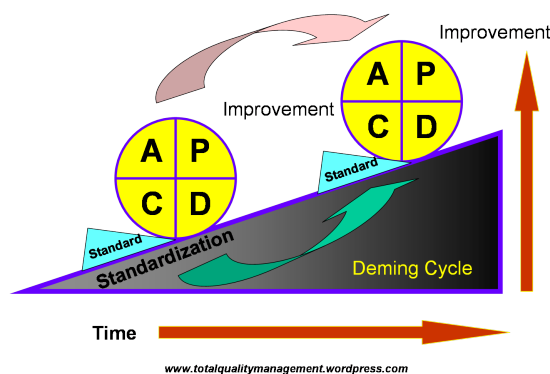 Improvement
A P
C D
Improvement
A P
C D
Standard
Standard
Standardization
Deming Cycle
Time
www.totalqualitymanagement.wordpress.com